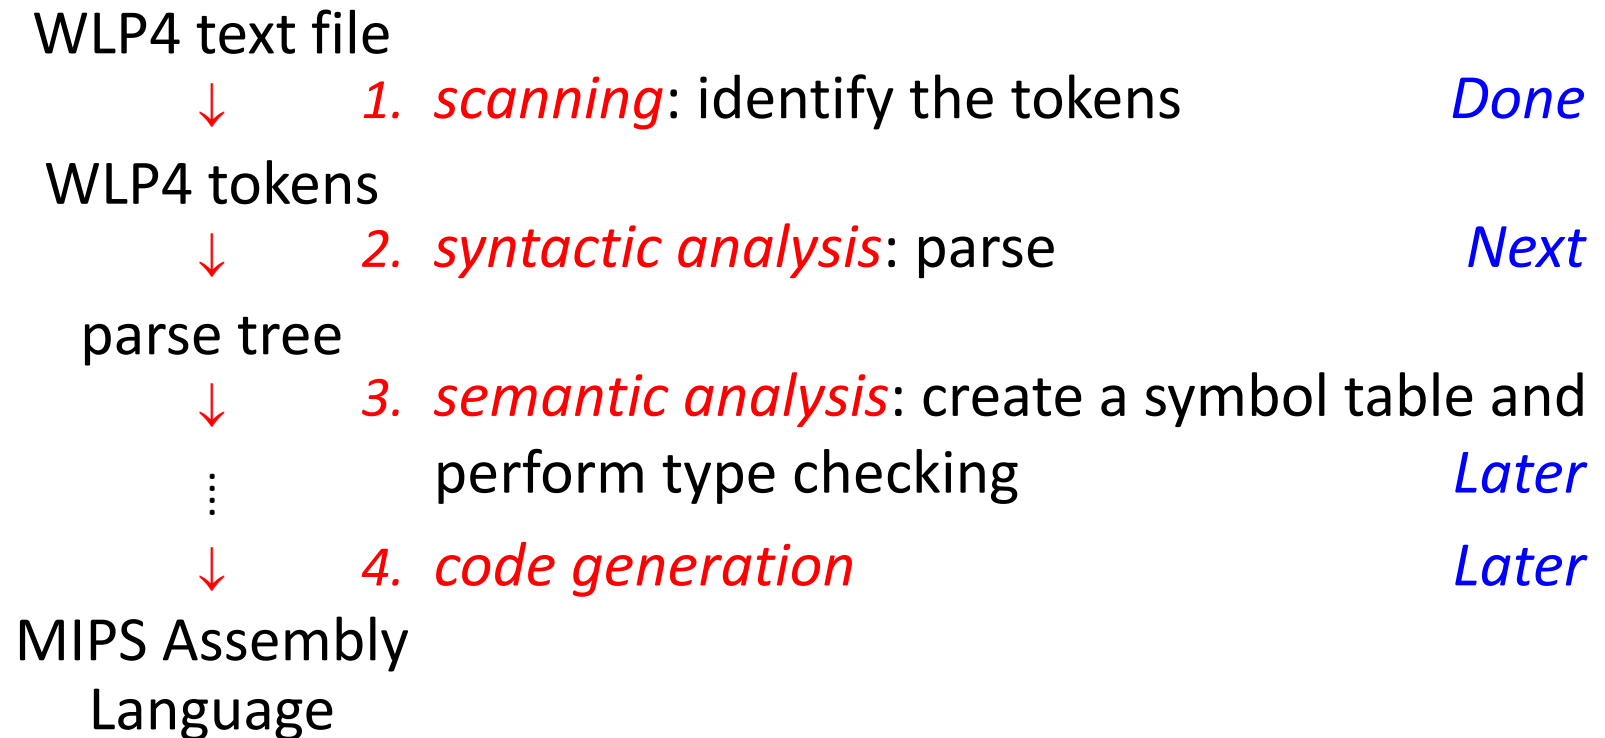 WLP4 text file
↓ 1. scanning: identify the tokens Done
WLP4 tokens
↓ 2. syntactic analysis: parse Next
parse tree
↓ 3. semantic analysis: create a symbol table and
perform type checking Later
↓ 4. code generation Later
MIPS Assembly
Language